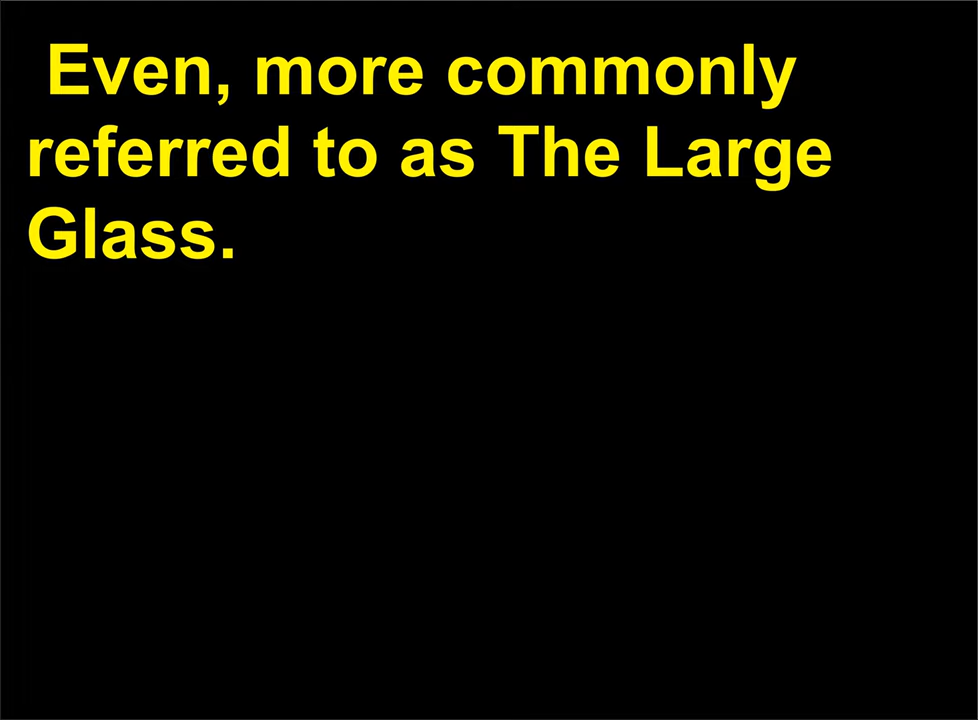 Even, more commonly
referred to as The Large
Glass.